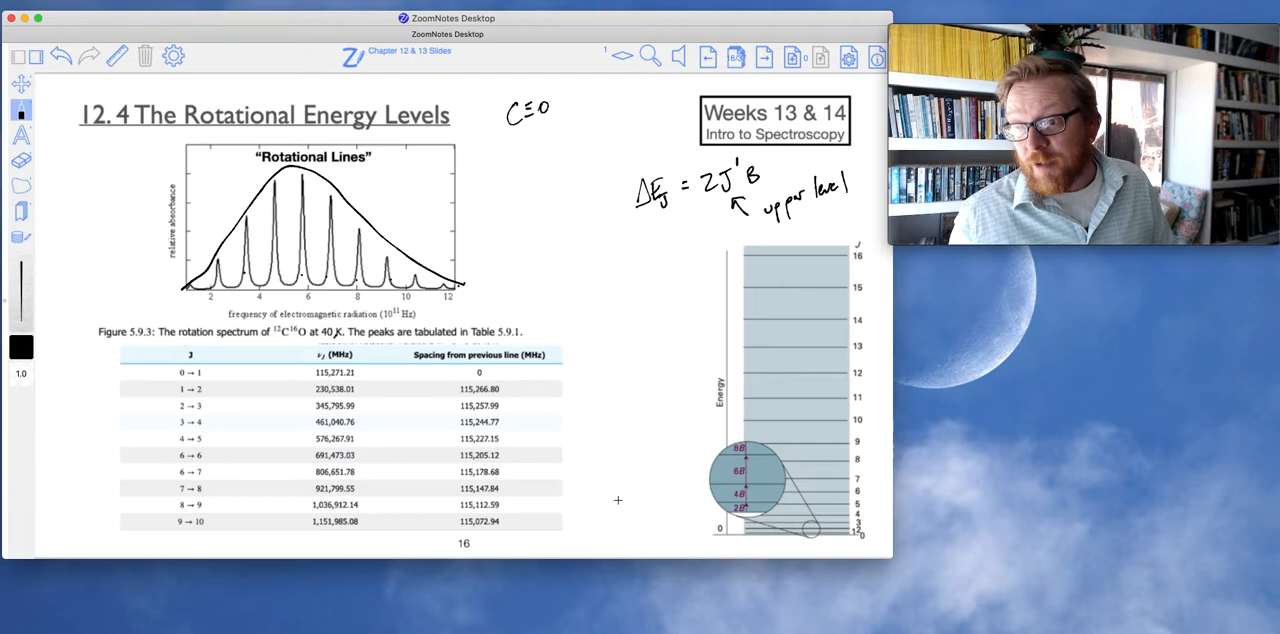 ZoomNotes Desktop
ZoomNotes Desktop
Chapter 12 & 13 Slides
1
16/3
0
12. 4 The Rotational Energy Levels
C≡O
Weeks 13 & 14
Intro to Spectroscopy
"Rotational Lines"
relative absorbance
2 4 6 8 10 12
frequency of electromagnetic radiation (10¹¹ Hz)
ΔE_J = 2J'B
upper level
Figure 5.9.3: The rotation spectrum of ¹²C¹⁶O at 40 K. The peaks are tabulated in Table 5.9.1.
J νJ (MHz) Spacing from previous line (MHz)
0 → 1 115,271.21 0
1 → 2 230,538.01 115,266.80
2 → 3 345,795.99 115,257.99
3 → 4 461,040.76 115,244.77
4 → 5 576,267.91 115,227.15
6 → 6 691,473.03 115,205.12
6 → 7 806,651.78 115,178.68
7 → 8 921,799.55 115,147.84
8 → 9 1,036,912.14 115,112.59
9 → 10 1,151,985.08 115,072.94
16
J
16
15
14
13
12
11
10
9
8
7
6
5
4
3
2
1
0
Energy
8B
6B
4B
2B
0
1.0